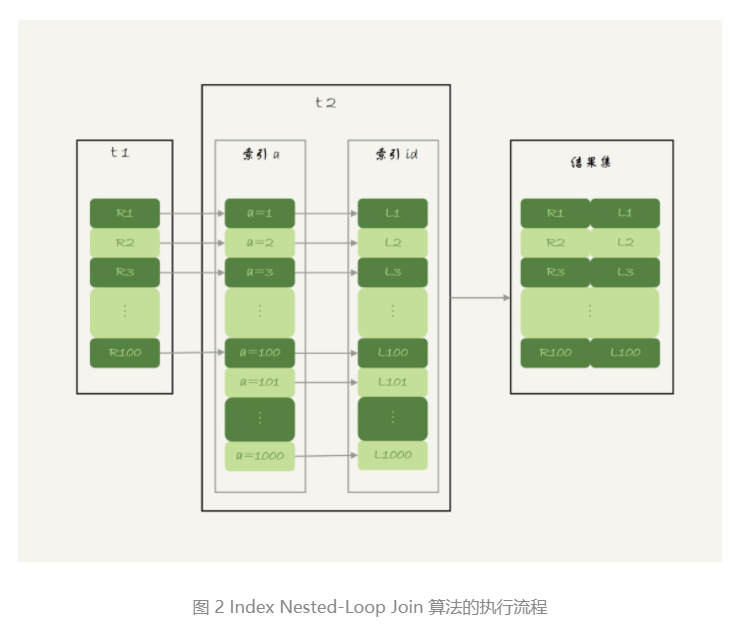 t2
t1
索引 a
索引 id
结果集
R1
a=1
L1
R1
L1
R2
a=2
L2
R2
L2
R3
a=3
L3
R3
L3
⋮
⋮
⋮
⋮
R100
a=100
L100
R100
L100
a=101
L101
⋮
⋮
a=1000
L1000
图 2 Index Nested-Loop Join 算法的执行流程